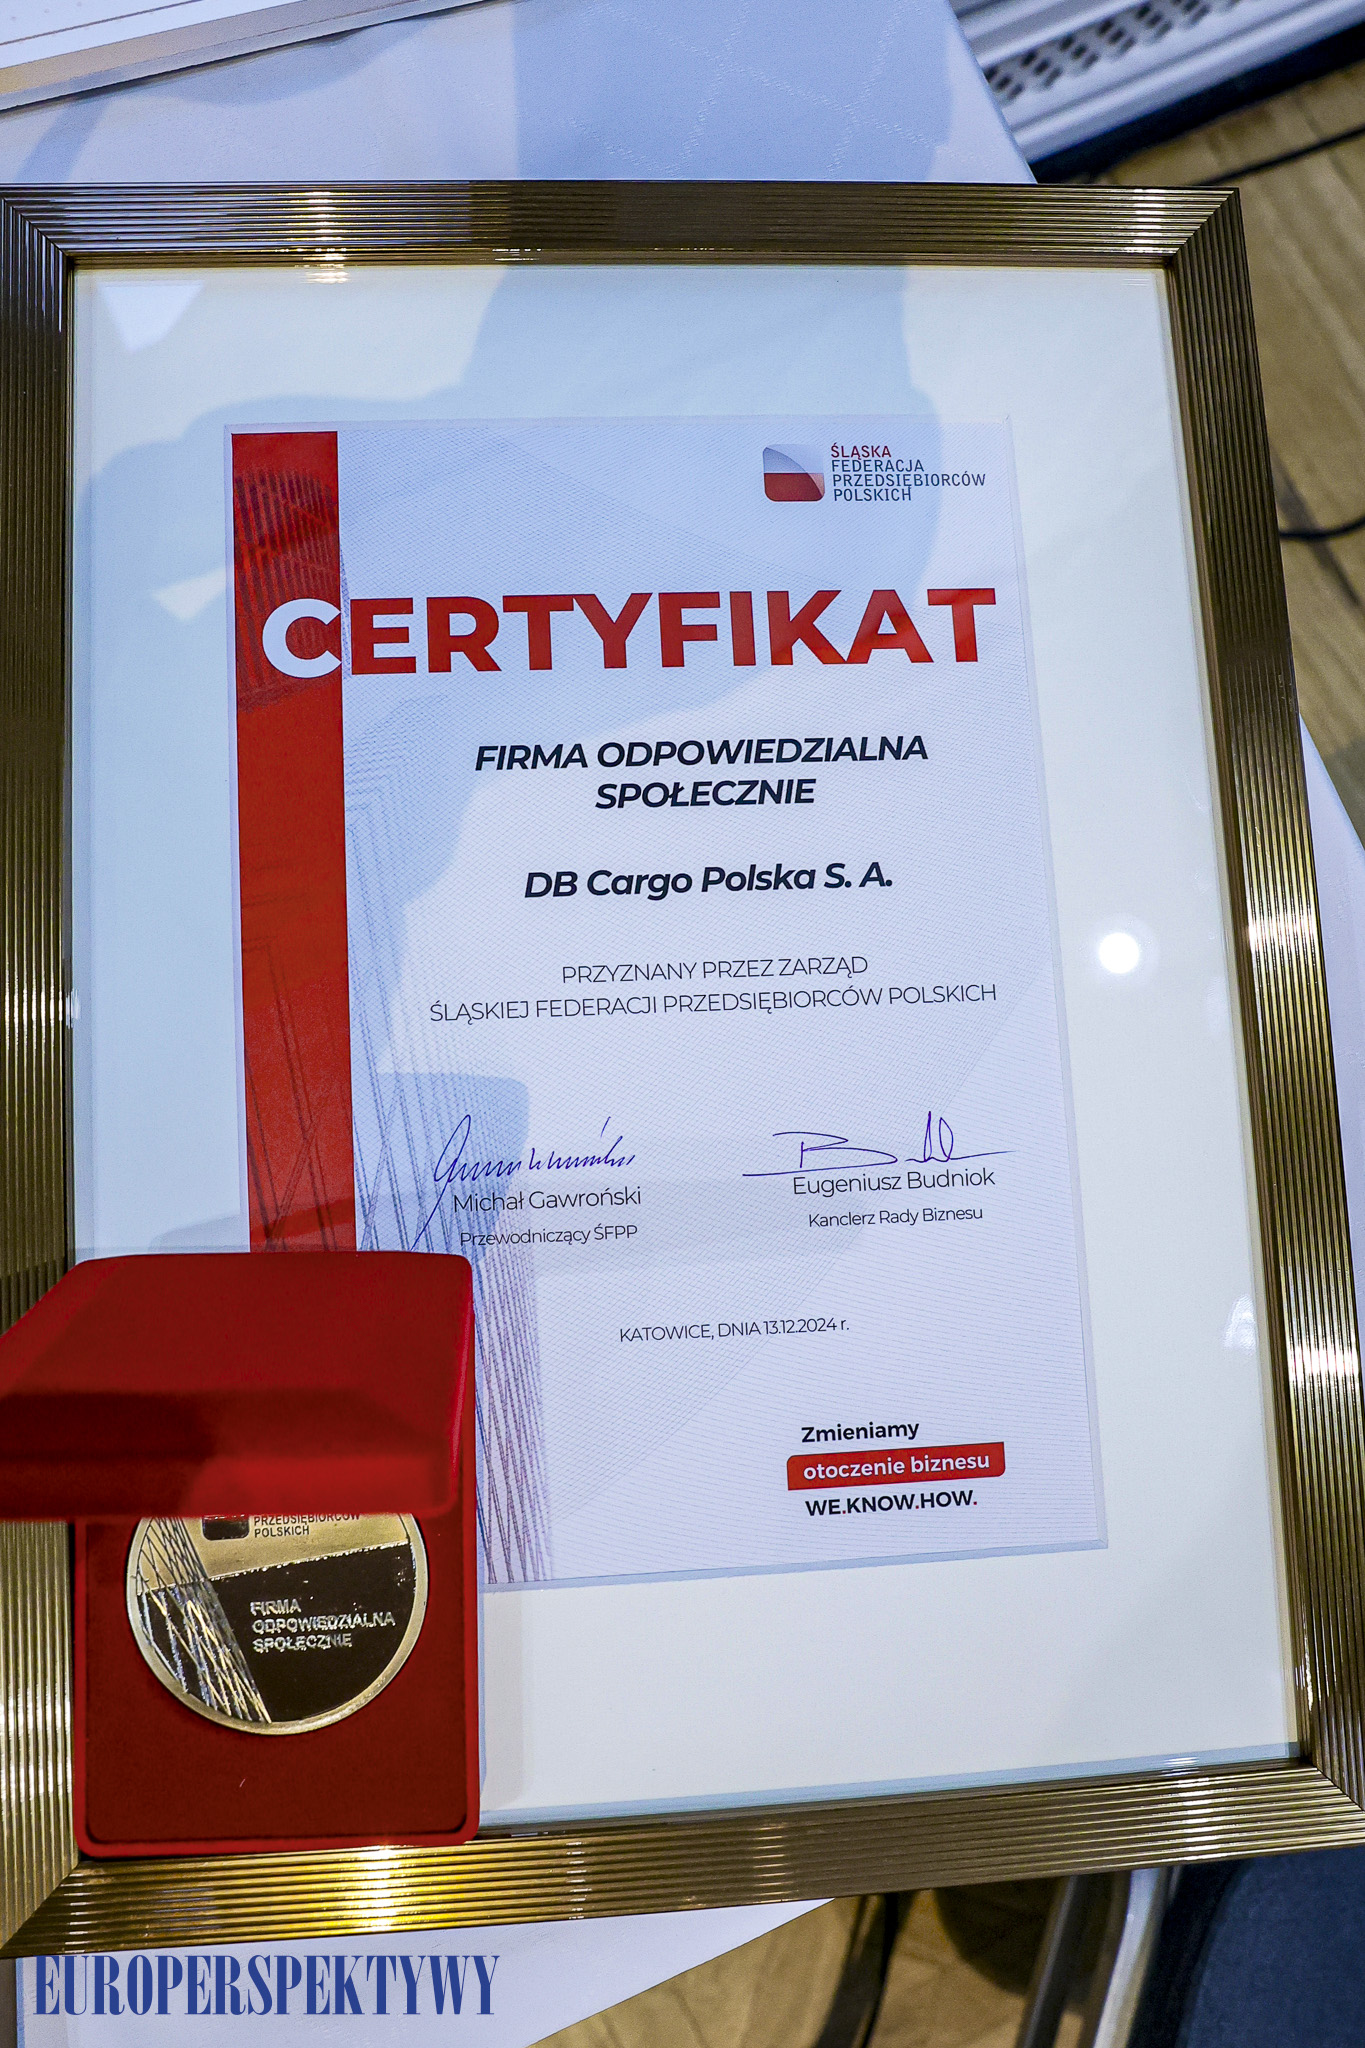 ŚLĄSKA
FEDERACJA
PRZEDSIĘBIORCÓW
POLSKICH
CERTYFIKAT
FIRMA ODPOWIEDZIALNA
SPOŁECZNIE
DB Cargo Polska S. A.
PRZYZNANY PRZEZ ZARZĄD
ŚLĄSKIEJ FEDERACJI PRZEDSIĘBIORCÓW POLSKICH
Michał Gawroński
Przewodniczący ŚFPP
Eugeniusz Budniok
Kanclerz Rady Biznesu
KATOWICE, DNIA 13.12.2024 r.
Zmieniamy
otoczenie biznesu
WE.KNOW.HOW.
PRZEDSIĘBIORCÓW
POLSKICH
FIRMA
ODPOWIEDZIALNA
SPOŁECZNIE
EUROPERSPEKTYWY